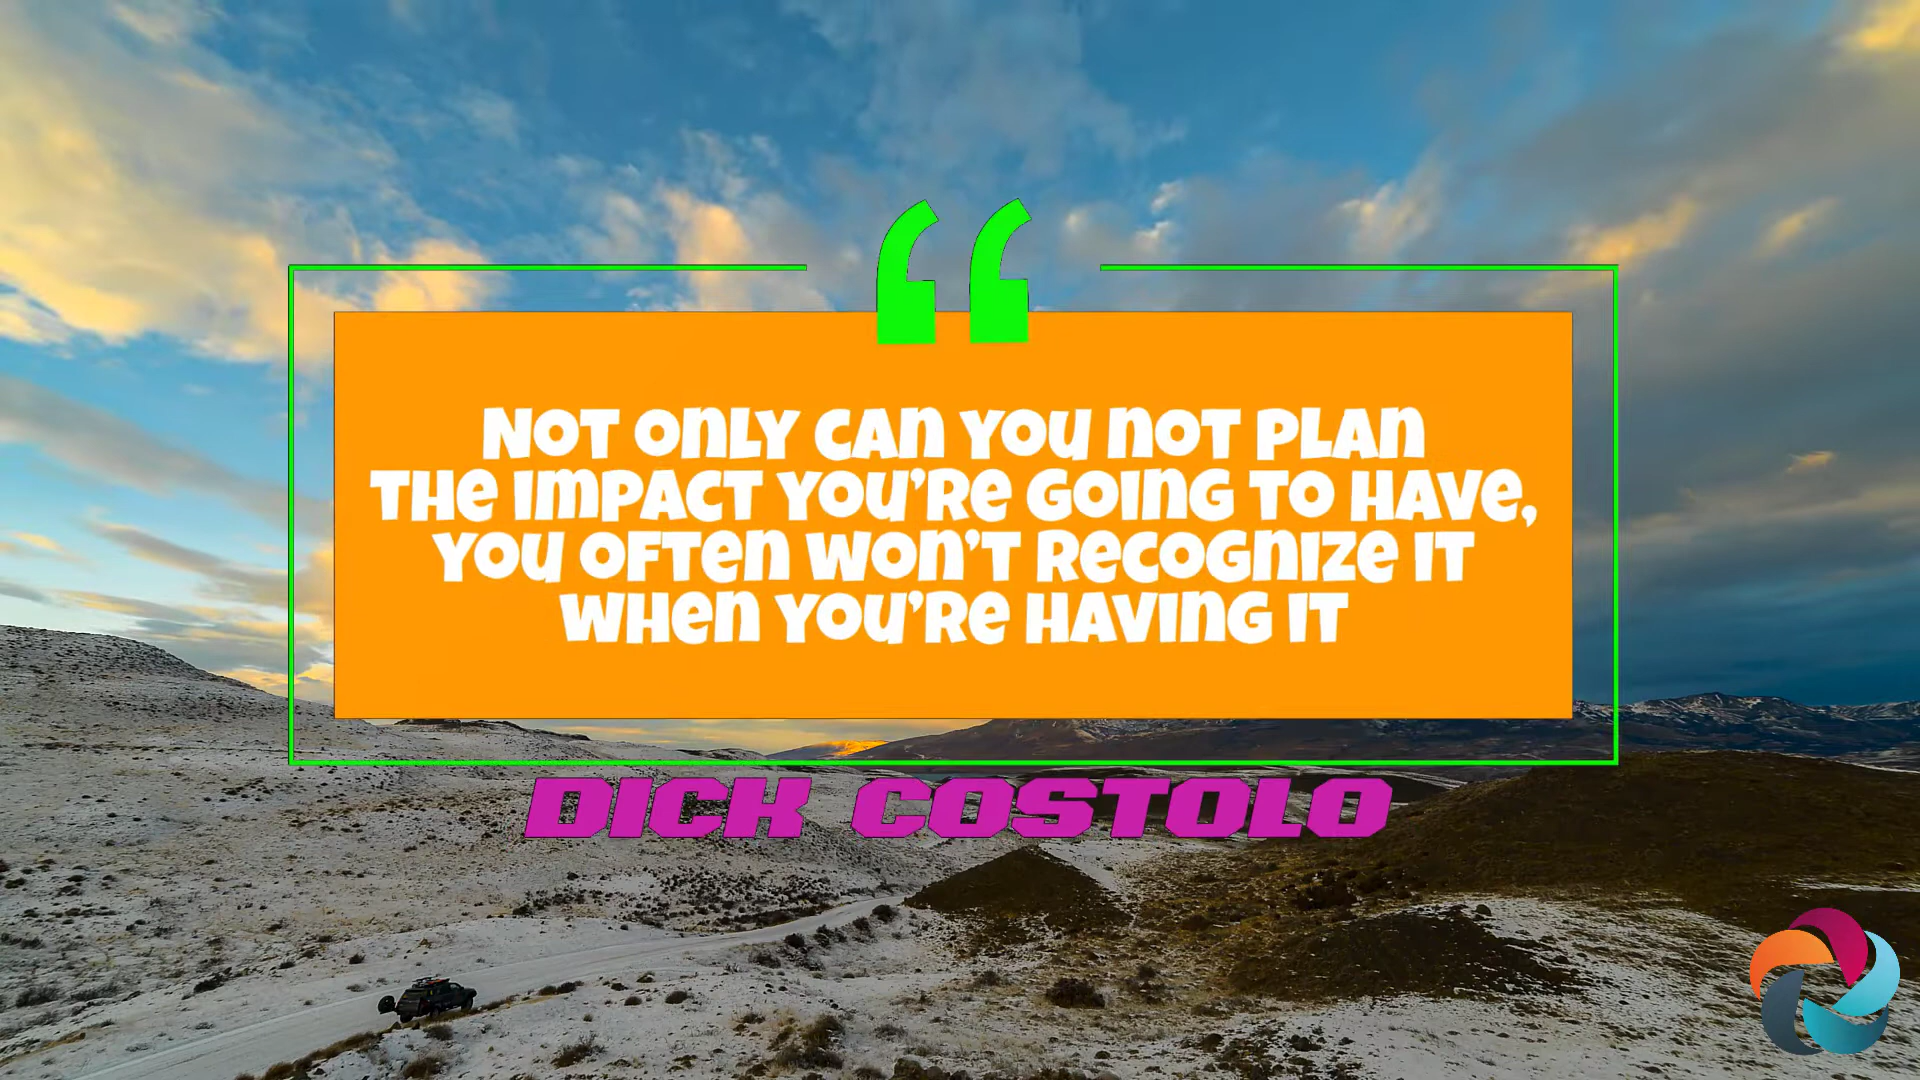 Not only can you not plan
the impact you’re going to have,
you often won’t recognize it
when you’re having it
DICK COSTOLO